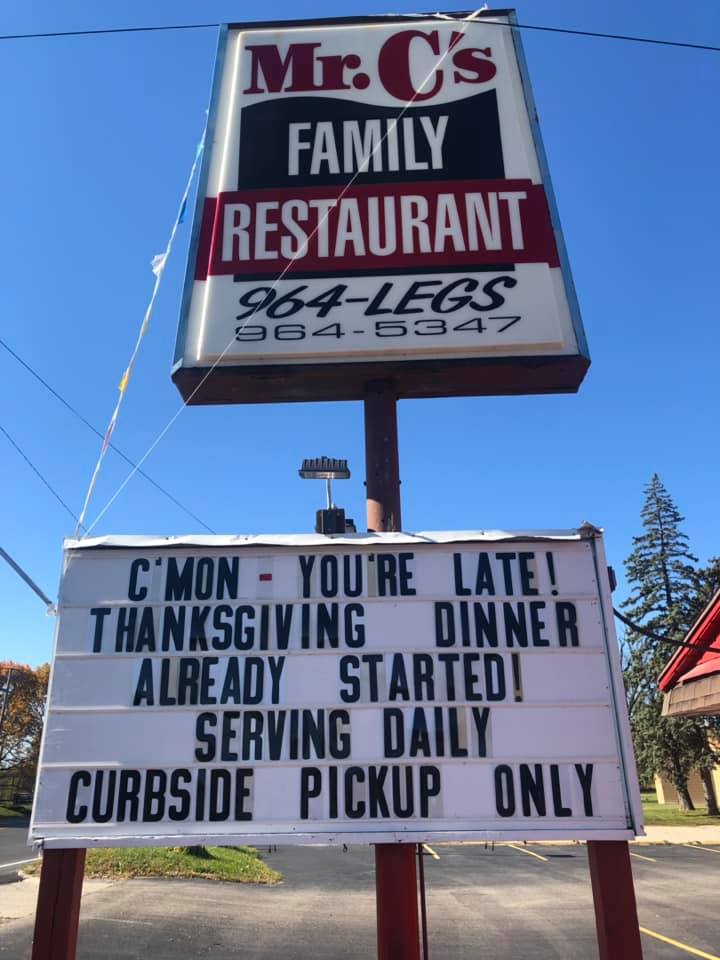 Mr. C's
FAMILY
RESTAURANT
964-LEGS
964-5347
C'MON - YOU'RE LATE!
THANKSGIVING DINNER
ALREADY STARTED!
SERVING DAILY
CURBSIDE PICKUP ONLY